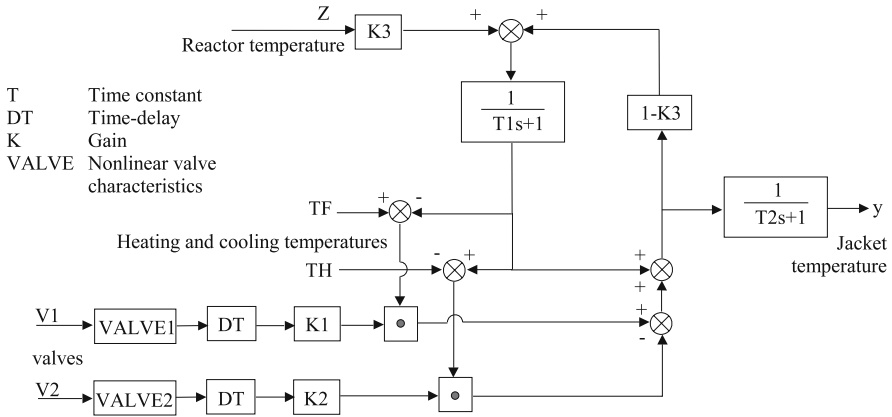 Z
K3
+
+
Reactor temperature
1
T1s+1
1-K3
T Time constant
DT Time-delay
K Gain
VALVE Nonlinear valve
characteristics
1
T2s+1
y
Jacket
temperature
TF
+
-
Heating and cooling temperatures
TH
-
+
+
+
V1
VALVE1
DT
K1
+
-
valves
V2
VALVE2
DT
K2